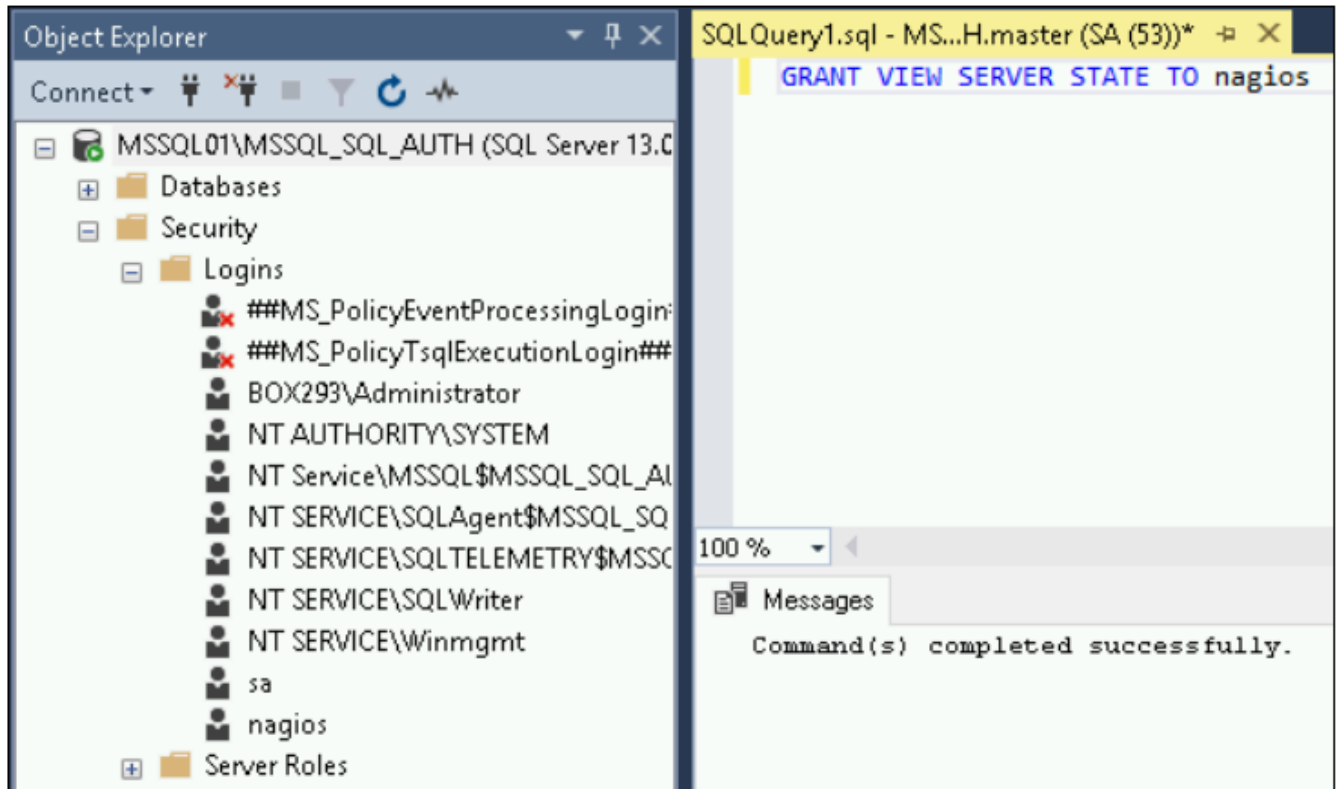 Object Explorer
Connect
MSSQL01\MSSQL_SQL_AUTH (SQL Server 13.0
Databases
Security
Logins
##MS_PolicyEventProcessingLogin
##MS_PolicyTsqlExecutionLogin##
BOX293\Administrator
NT AUTHORITY\SYSTEM
NT Service\MSSQL$MSSQL_SQL_AU
NT SERVICE\SQLAgent$MSSQL_SQ
NT SERVICE\SQLTELEMETRY$MSSQ
NT SERVICE\SQLWriter
NT SERVICE\Winmgmt
sa
nagios
Server Roles
SQLQuery1.sql - MS...H.master (SA (53))*
GRANT VIEW SERVER STATE TO nagios
100 %
Messages
Command(s) completed successfully.